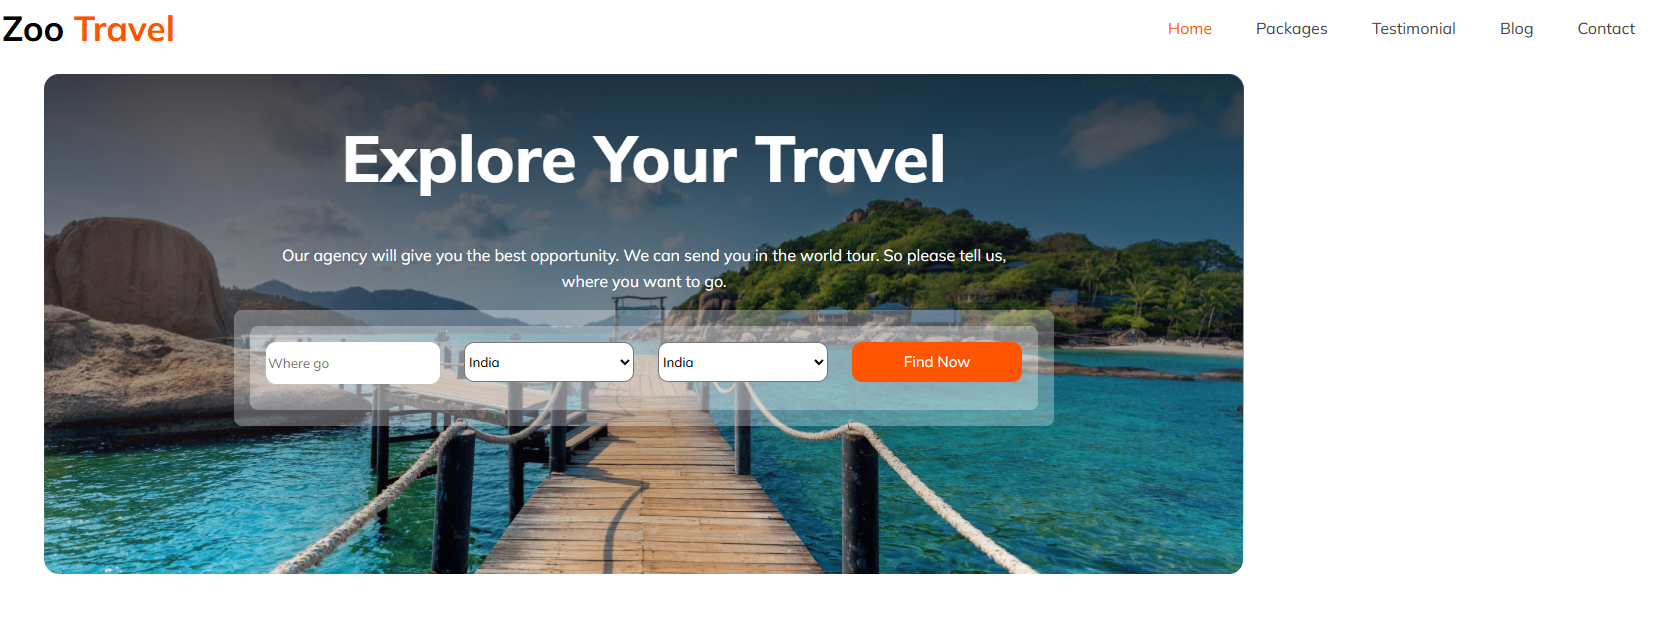 Zoo Travel
Home Packages Testimonial Blog Contact
Explore Your Travel
Our agency will give you the best opportunity. We can send you in the world tour. So please tell us,
where you want to go.
Where go India India Find Now